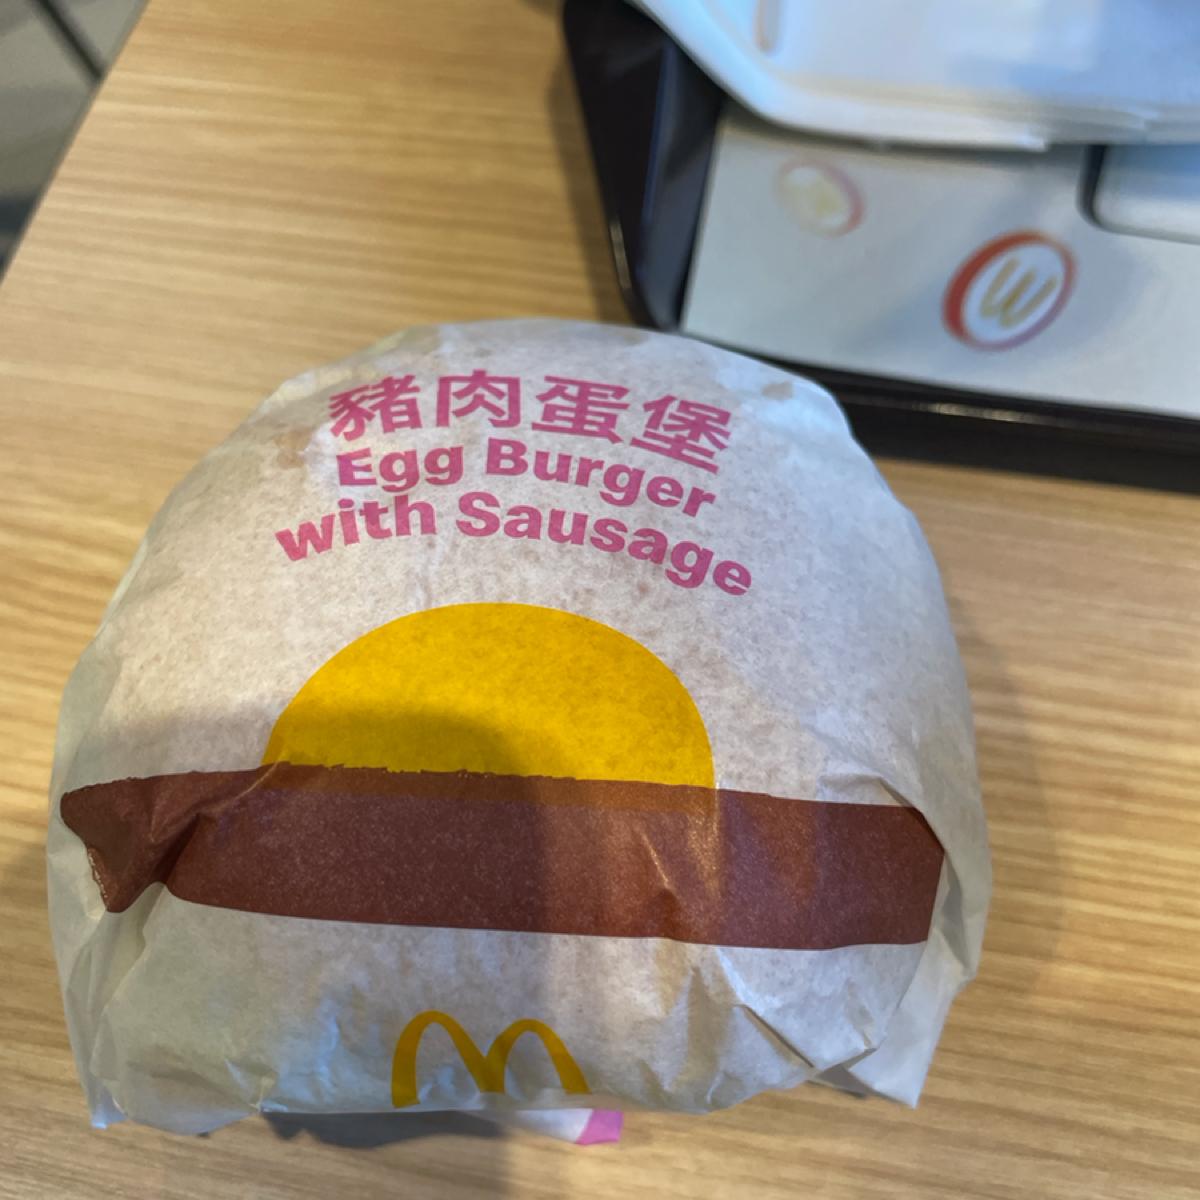 豬肉蛋堡
Egg Burger
with Sausage